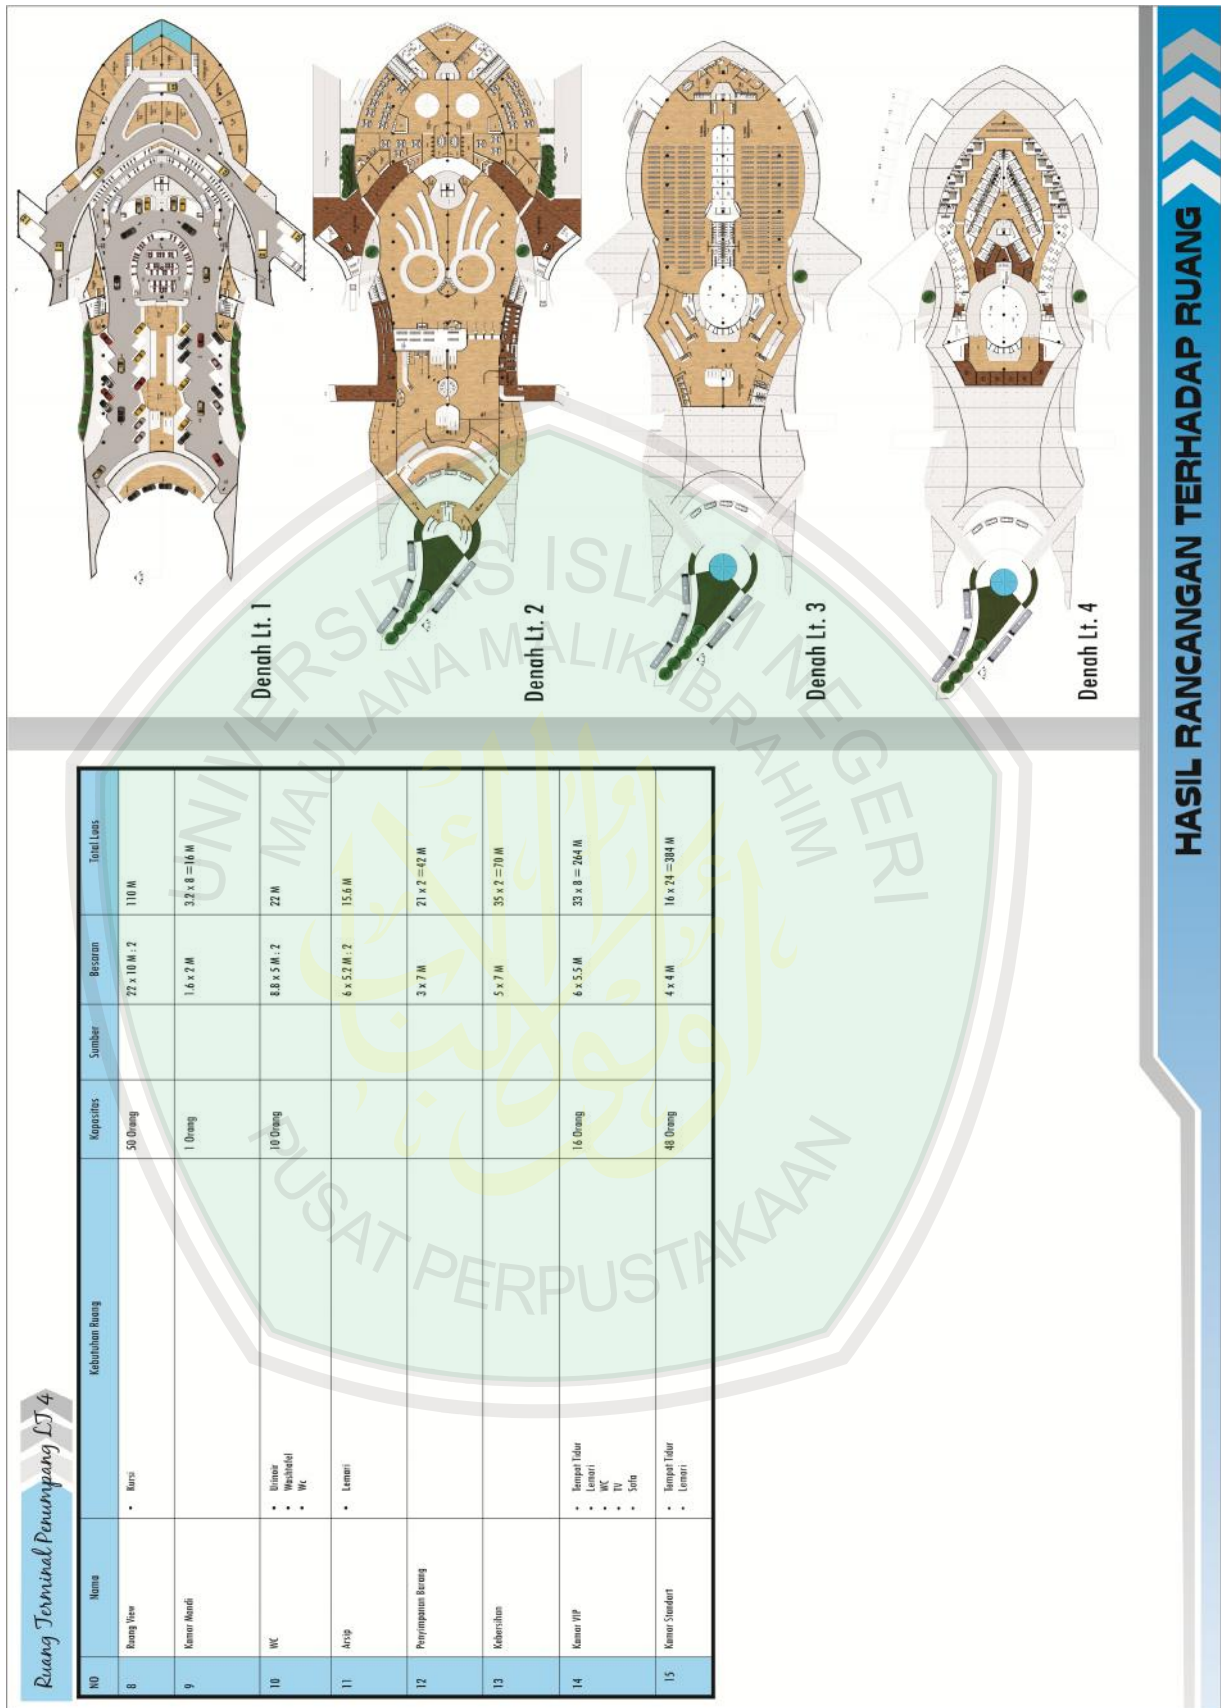 Ruang Terminal Penumpang LT 4
NO Nama Kebutuhan Ruang Kapasitas Sumber Besaran Total Luas
8 Ruang View • Kursi 50 Orang 22 x 10 M : 2 110 M
9 Kamar Mandi 1 Orang 1.6 x 2 M 3.2 x 8 =16 M
10 WC • Urinoir 10 Orang 8.8 x 5 M : 2 22 M
• Washtafel
• Wc
11 Arsip • Lemari 6 x 5.2 M : 2 15.6 M
12 Penyimpanan Barang 3 x 7 M 21 x 2 =42 M
13 Kebersihan 5 x 7 M 35 x 2 =70 M
14 Kamar VIP • Tempat Tidur 16 Orang 6 x 5.5 M 33 x 8 = 264 M
• Lemari
• WC
• TV
• Sofa
15 Kamar Standart • Tempat Tidur 48 Orang 4 x 4 M 16 x 24 =384 M
• Lemari
Denah Lt. 1
Denah Lt. 2
Denah Lt. 3
Denah Lt. 4
HASIL RANCANGAN TERHADAP RUANG
UNIVERSITAS ISLAM NEGERI
MAULANA MALIK IBRAHIM
PUSAT PERPUSTAKAAN